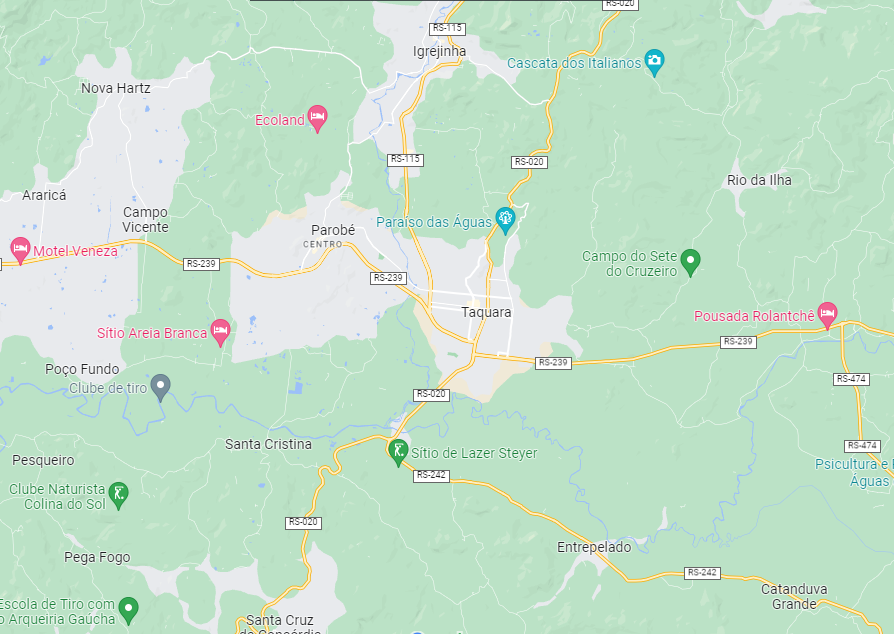 RS-020
RS-115
Igrejinha
Cascata dos Italianos
Nova Hartz
Ecoland
RS-115
RS-020
Rio da Ilha
Araricá
Campo
Vicente
Paraíso das Águas
Parobé
CENTRO
Motel Veneza
RS-239
RS-239
Campo do Sete
do Cruzeiro
Taquara
Pousada Rolantchê
Sítio Areia Branca
RS-239
RS-239
Poço Fundo
Clube de tiro
RS-020
RS-474
Santa Cristina
Sítio de Lazer Steyer
RS-474
Pesqueiro
Psicultura e
Águas
RS-242
Clube Naturista
Colina do Sol
RS-020
Entrepelado
Pega Fogo
RS-242
Catanduva
Grande
Escola de Tiro com
o Arqueiria Gaúcha
Santa Cruz
da Concórdia